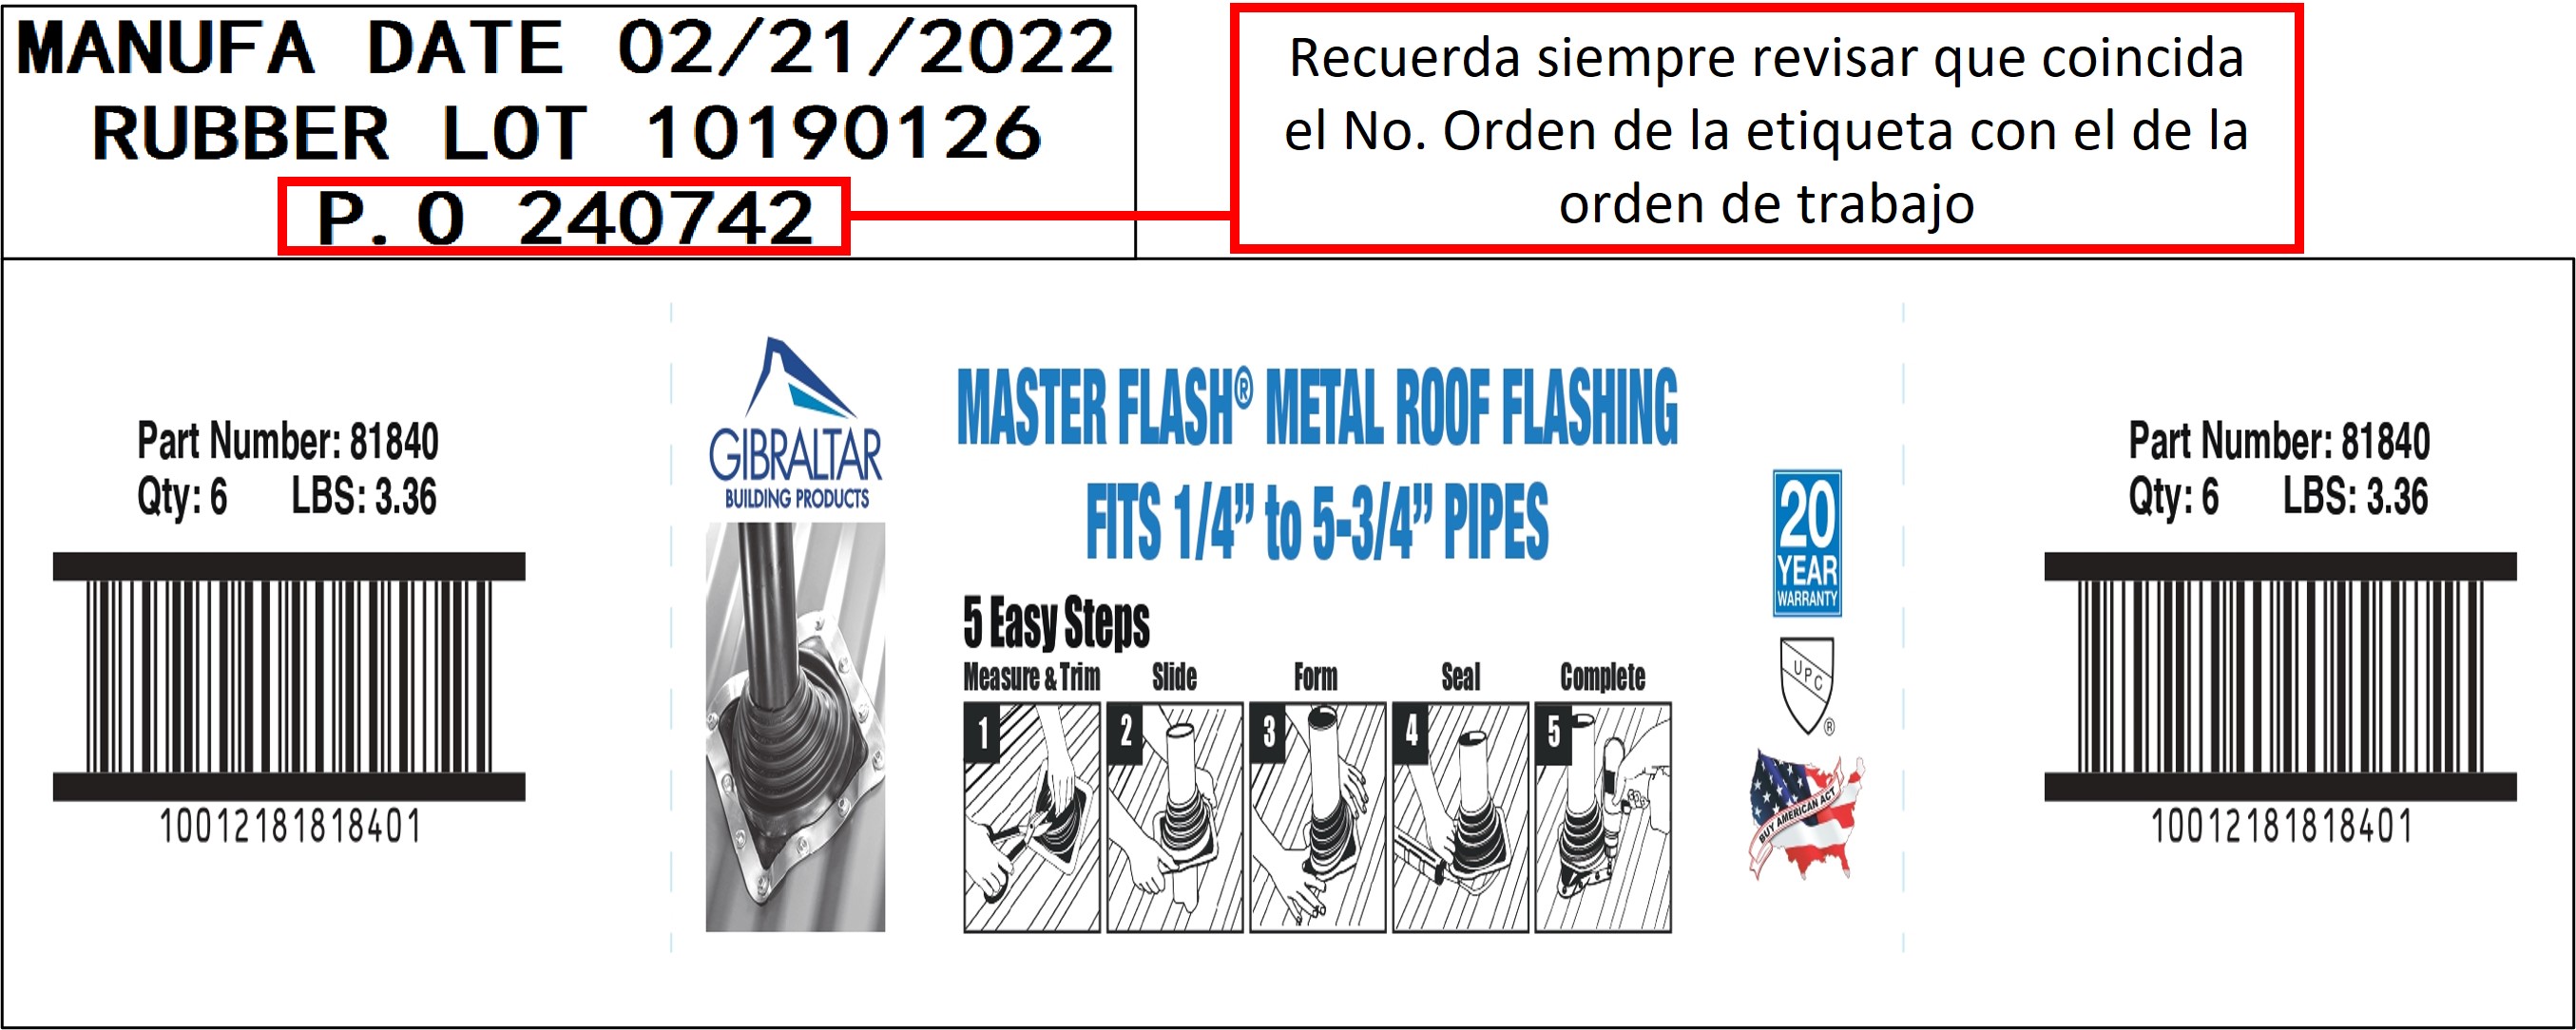 MANUFA DATE 02/21/2022
RUBBER LOT 10190126
P.O 240742
Recuerda siempre revisar que coincida
el No. Orden de la etiqueta con el de la
orden de trabajo
Part Number: 81840
Qty: 6 LBS: 3.36
10012181818401
GIBRALTAR
BUILDING PRODUCTS
MASTER FLASH® METAL ROOF FLASHING
FITS 1/4” to 5-3/4” PIPES
5 Easy Steps
Measure & Trim Slide Form Seal Complete
1 2 3 4 5
20
YEAR
WARRANTY
UPC
®
BUY AMERICAN ACT
Part Number: 81840
Qty: 6 LBS: 3.36
10012181818401